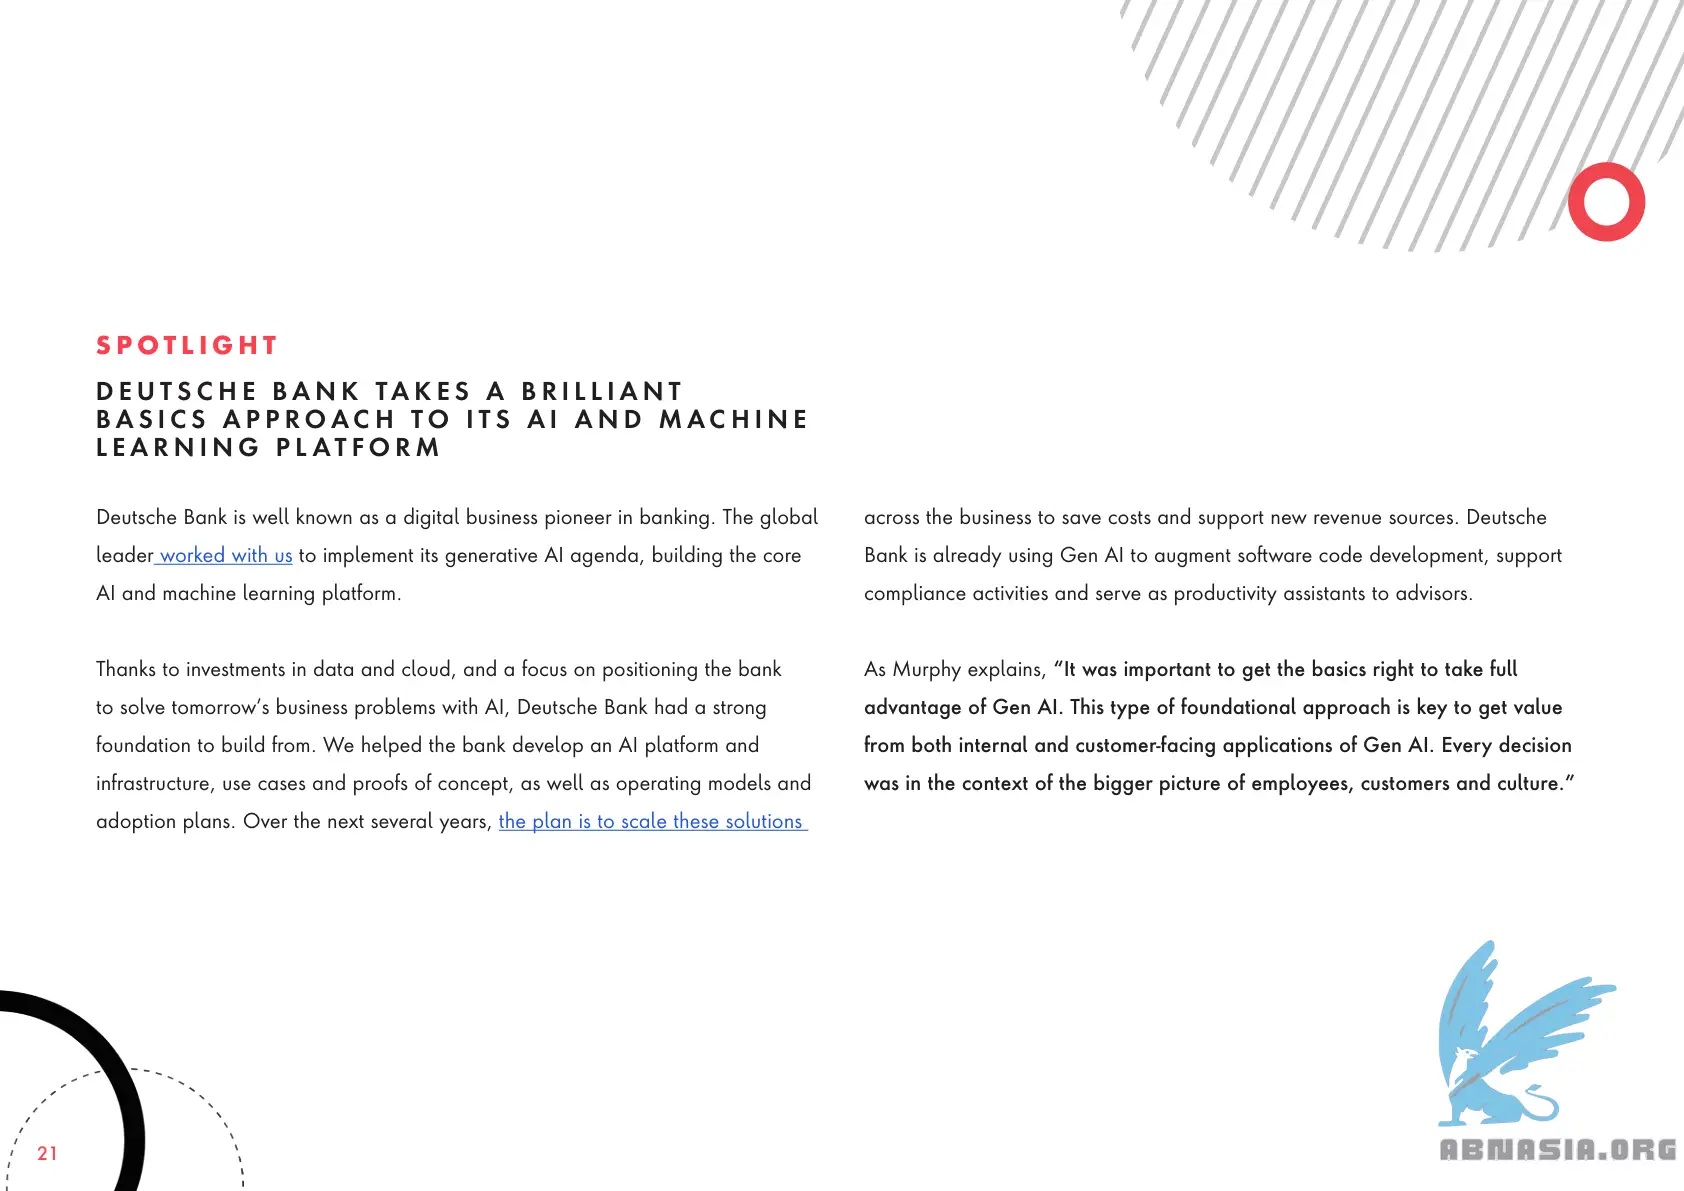 SPOTLIGHT
DEUTSCHE BANK TAKES A BRILLIANT
BASICS APPROACH TO ITS AI AND MACHINE
LEARNING PLATFORM
Deutsche Bank is well known as a digital business pioneer in banking. The global
leader worked with us to implement its generative AI agenda, building the core
AI and machine learning platform.
Thanks to investments in data and cloud, and a focus on positioning the bank
to solve tomorrow’s business problems with AI, Deutsche Bank had a strong
foundation to build from. We helped the bank develop an AI platform and
infrastructure, use cases and proofs of concept, as well as operating models and
adoption plans. Over the next several years, the plan is to scale these solutions
across the business to save costs and support new revenue sources. Deutsche
Bank is already using Gen AI to augment software code development, support
compliance activities and serve as productivity assistants to advisors.
As Murphy explains, “It was important to get the basics right to take full
advantage of Gen AI. This type of foundational approach is key to get value
from both internal and customer-facing applications of Gen AI. Every decision
was in the context of the bigger picture of employees, customers and culture.”
21
ABNASIA.ORG